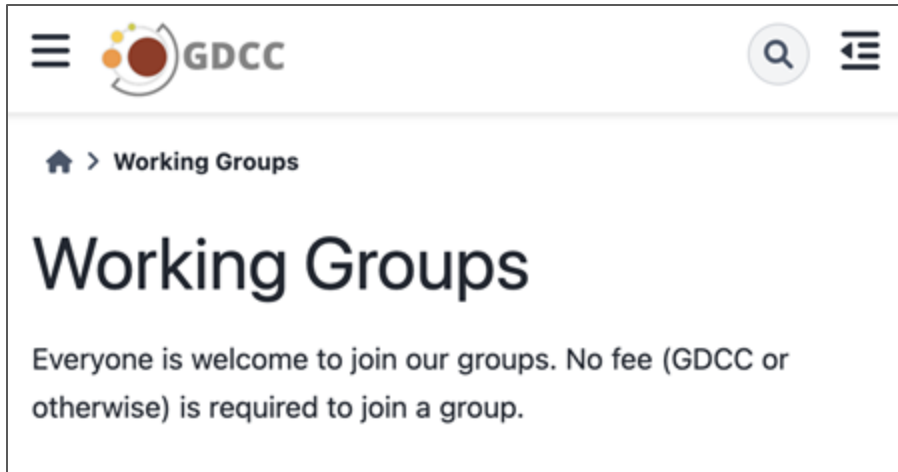 GDCC
Working Groups
Working Groups
Everyone is welcome to join our groups. No fee (GDCC or
otherwise) is required to join a group.